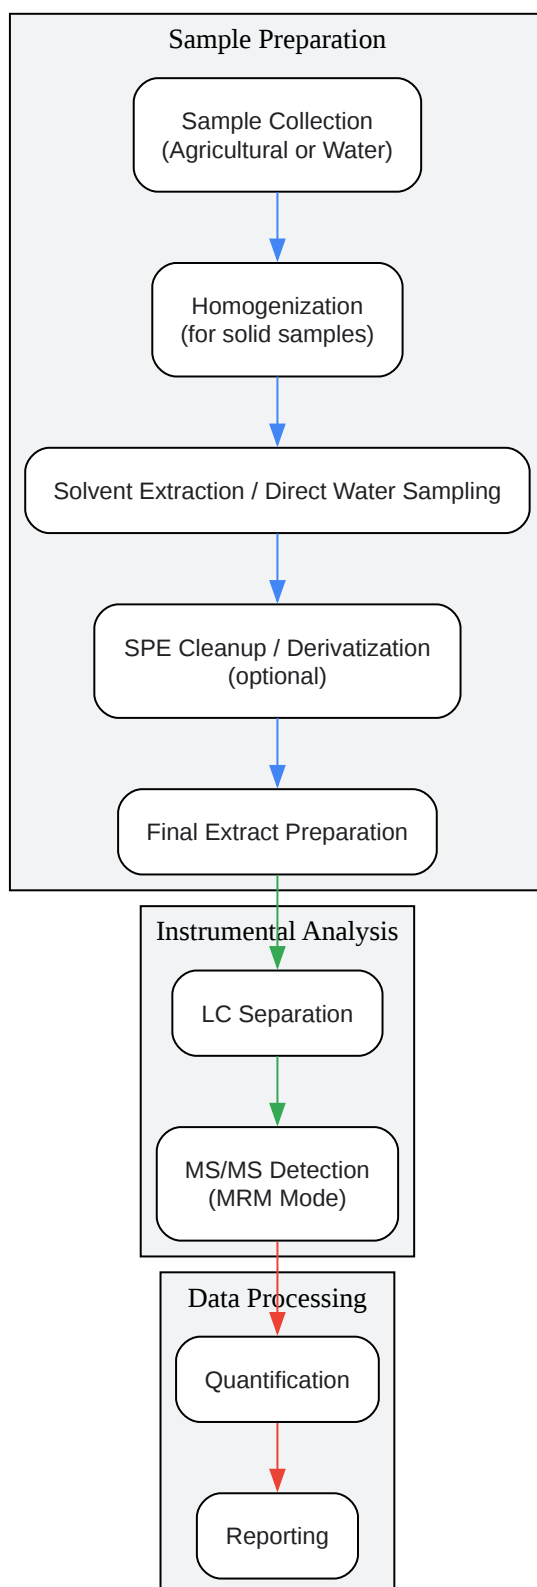 Sample Preparation
Sample Collection
(Agricultural or Water)
Homogenization
(for solid samples)
Solvent Extraction / Direct Water Sampling
SPE Cleanup / Derivatization
(optional)
Final Extract Preparation
Instrumental Analysis
LC Separation
MS/MS Detection
(MRM Mode)
Data Processing
Quantification
Reporting